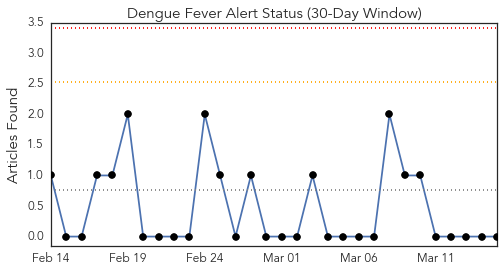 Dengue Fever Alert Status (30-Day Window)
Articles Found
3.5
3.0
2.5
2.0
1.5
1.0
0.5
0.0
Feb 14 Feb 19 Feb 24 Mar 01 Mar 06 Mar 11